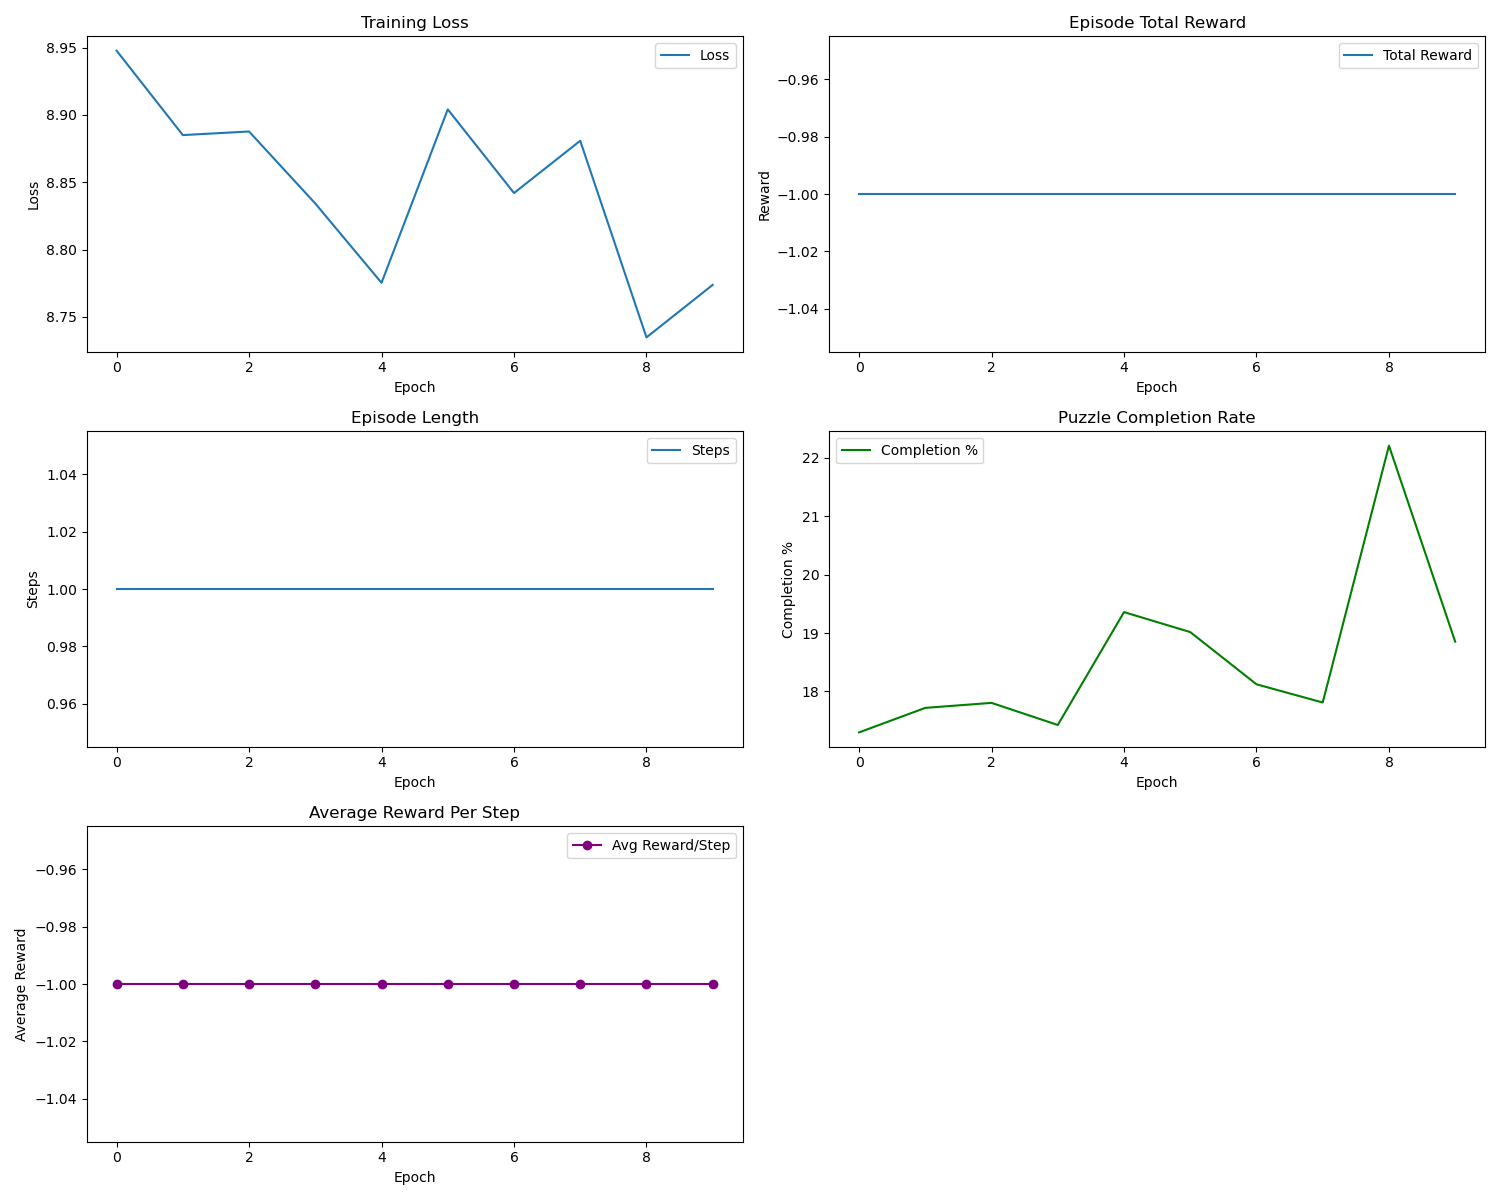 Training Loss
Loss
8.95
8.90
8.85
8.80
8.75
Loss
0 2 4 6 8
Epoch
Episode Total Reward
Total Reward
−0.96
−0.98
−1.00
−1.02
−1.04
Reward
0 2 4 6 8
Epoch
Episode Length
Steps
1.04
1.02
1.00
0.98
0.96
Steps
0 2 4 6 8
Epoch
Puzzle Completion Rate
Completion %
22
21
20
19
18
Completion %
0 2 4 6 8
Epoch
Average Reward Per Step
Avg Reward/Step
−0.96
−0.98
−1.00
−1.02
−1.04
Average Reward
0 2 4 6 8
Epoch